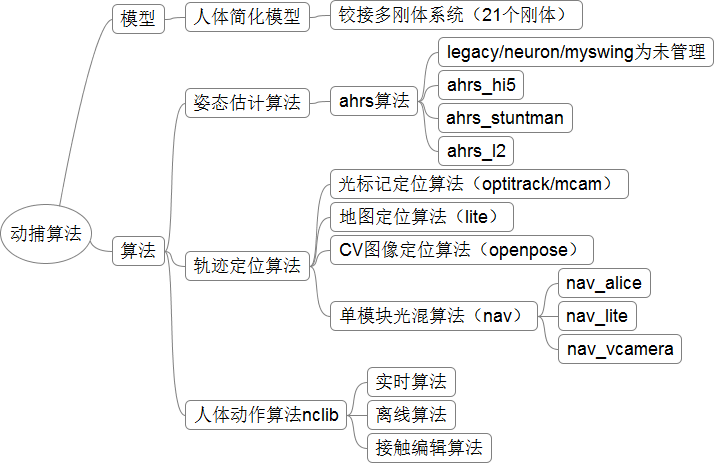 动捕算法
模型
人体简化模型
铰接多刚体系统（21个刚体）
算法
姿态估计算法
ahrs算法
legacy/neuron/myswing为未管理
ahrs_hi5
ahrs_stuntman
ahrs_l2
轨迹定位算法
光标记定位算法（optitrack/mcam）
地图定位算法（lite）
CV图像定位算法（openpose）
单模块光混算法（nav）
nav_alice
nav_lite
nav_vcamera
人体动作算法nclib
实时算法
离线算法
接触编辑算法